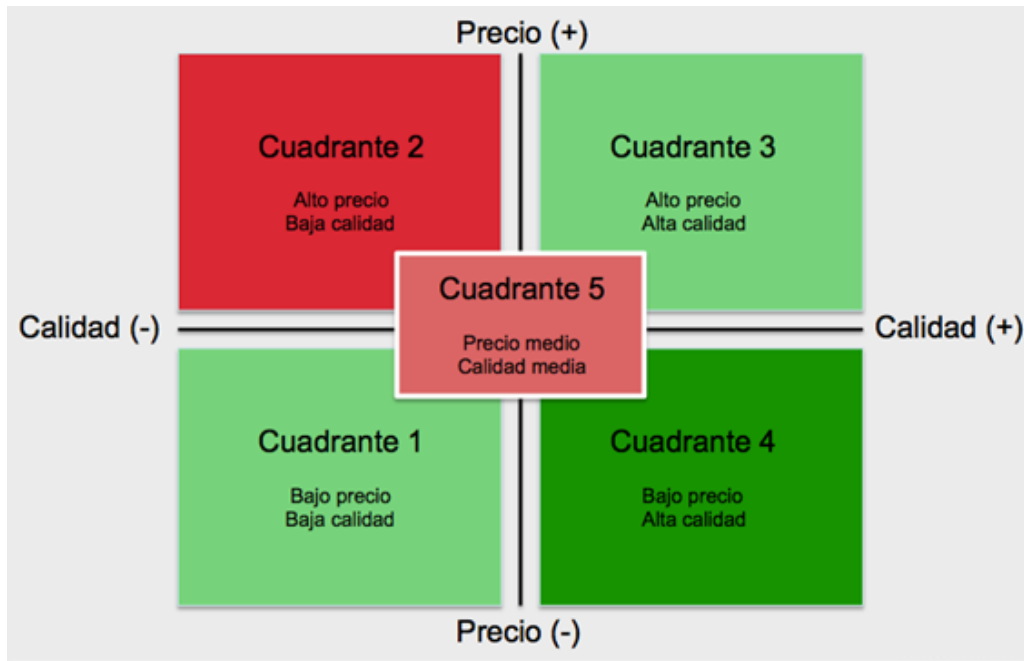 Precio (+)
Cuadrante 2
Alto precio
Baja calidad
Cuadrante 3
Alto precio
Alta calidad
Calidad (-)
Cuadrante 5
Precio medio
Calidad media
Calidad (+)
Cuadrante 1
Bajo precio
Baja calidad
Cuadrante 4
Bajo precio
Alta calidad
Precio (-)